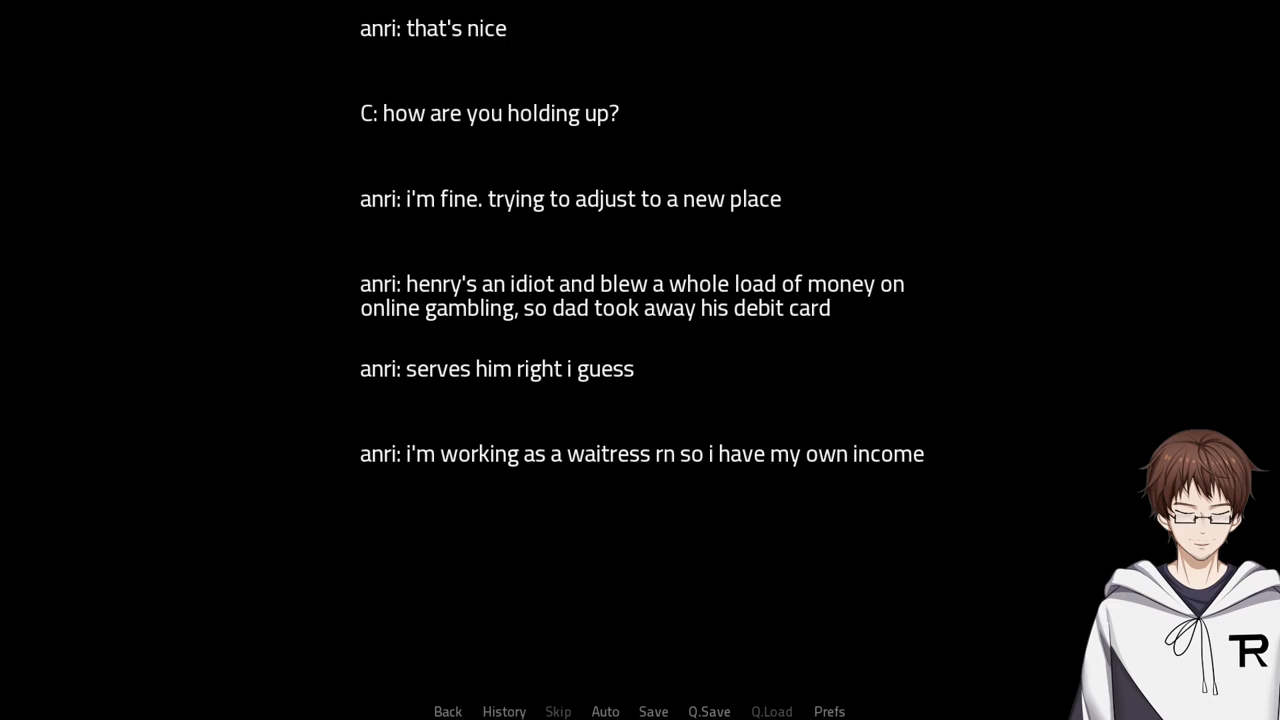 anri: that's nice
C: how are you holding up?
anri: i'm fine. trying to adjust to a new place
anri: henry's an idiot and blew a whole load of money on
online gambling, so dad took away his debit card
anri: serves him right i guess
anri: i'm working as a waitress rn so i have my own income
TR
Back History Skip Auto Save Q.Save Q.Load Prefs